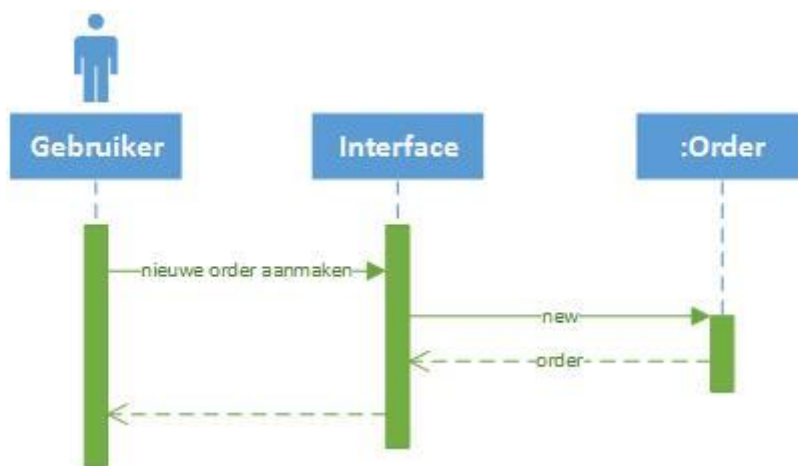 Gebruiker
Interface
:Order
nieuwe order aanmaken
new
order